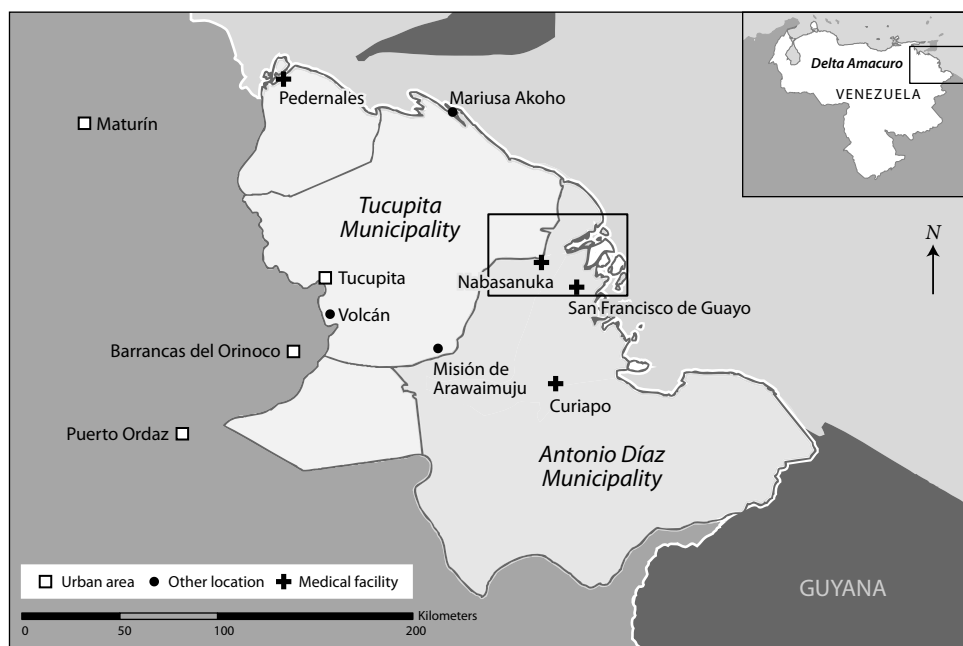 Delta Amacuro
VENEZUELA
Pedernales
Mariusa Akoho
Maturín
Tucupita
Municipality
N
Tucupita
Nabasanuka
San Francisco de Guayo
Volcán
Barrancas del Orinoco
Misión de
Arawaimuju
Curiapo
Puerto Ordaz
Antonio Díaz
Municipality
Urban area
Other location
Medical facility
GUYANA
Kilometers
0
50
100
200